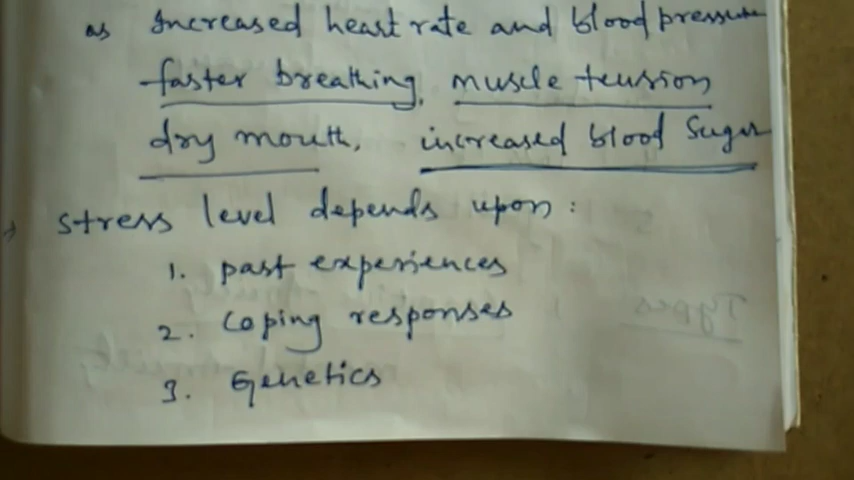 as Increased heart rate and blood pressure
faster breathing, muscle tension
dry mouth, increased blood Sugar
stress level depends upon :
1. past experiences
2. Coping responses
3. Genetics
Types